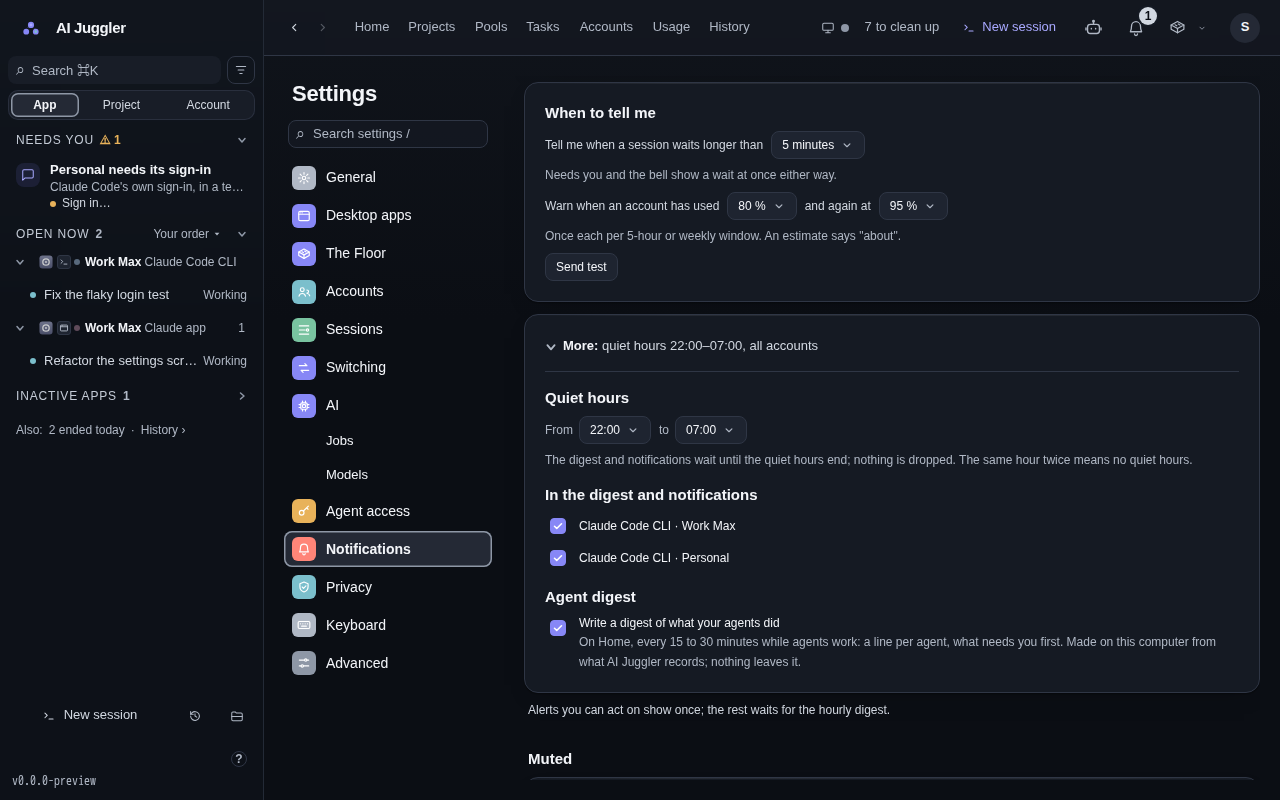 AI Juggler
Search ⌘K
App Project Account
NEEDS YOU 1
Personal needs its sign-in
Claude Code's own sign-in, in a te…
Sign in…
OPEN NOW 2 Your order
Work Max Claude Code CLI
Fix the flaky login test Working
Work Max Claude app 1
Refactor the settings scr… Working
INACTIVE APPS 1
Also: 2 ended today · History ›
New session
?
v0.0.0-preview
Home Projects Pools Tasks Accounts Usage History
7 to clean up
New session
1
S
Settings
Search settings /
General
Desktop apps
The Floor
Accounts
Sessions
Switching
AI
Jobs
Models
Agent access
Notifications
Privacy
Keyboard
Advanced
When to tell me
Tell me when a session waits longer than 5 minutes
Needs you and the bell show a wait at once either way.
Warn when an account has used 80 % and again at 95 %
Once each per 5-hour or weekly window. An estimate says "about".
Send test
More: quiet hours 22:00–07:00, all accounts
Quiet hours
From 22:00 to 07:00
The digest and notifications wait until the quiet hours end; nothing is dropped. The same hour twice means no quiet hours.
In the digest and notifications
Claude Code CLI · Work Max
Claude Code CLI · Personal
Agent digest
Write a digest of what your agents did
On Home, every 15 to 30 minutes while agents work: a line per agent, what needs you first. Made on this computer from
what AI Juggler records; nothing leaves it.
Alerts you can act on show once; the rest waits for the hourly digest.
Muted